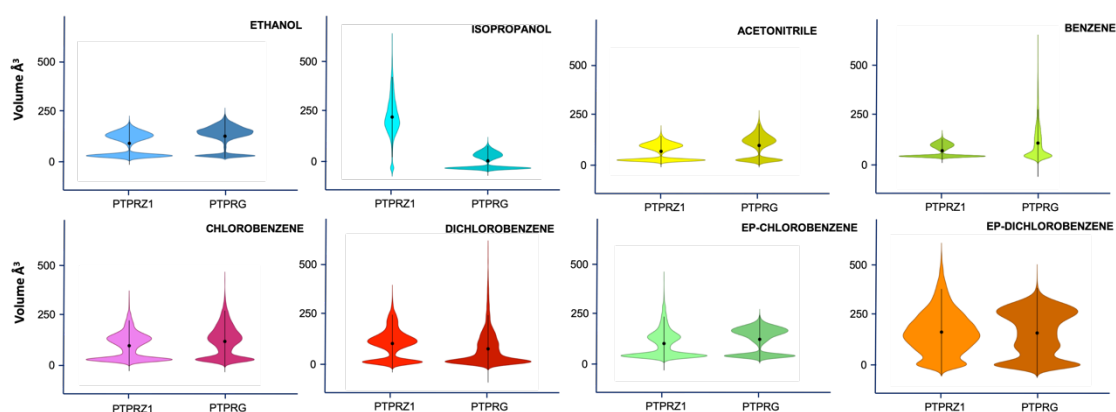 ETHANOL
Volume Å³
500
250
0
PTPRZ1 PTPRG
ISOPROPANOL
500
250
0
PTPRZ1 PTPRG
ACETONITRILE
500
250
0
PTPRZ1 PTPRG
BENZENE
500
250
0
PTPRZ1 PTPRG
CHLOROBENZENE
Volume Å³
500
250
0
PTPRZ1 PTPRG
DICHLOROBENZENE
500
250
0
PTPRZ1 PTPRG
EP-CHLOROBENZENE
500
250
0
PTPRZ1 PTPRG
EP-DICHLOROBENZENE
500
250
0
PTPRZ1 PTPRG